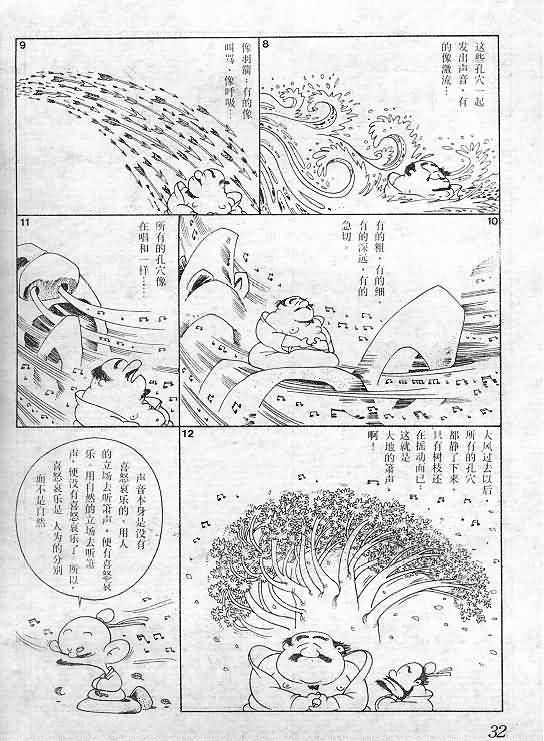 8
这些孔穴一起
发出声音,有
的像激流…
9
像羽箭;有的像
叫骂、像呼吸…
10
有的粗,有的细。
有的深远,有的
急切。
11
所有的孔穴像
在唱和一样……
12
大风过去以后,
所有的孔穴
都静了下来,
只有树枝还
在摇动而已;
这就是
大地的箫声
啊!
声音本身是没有
喜怒哀乐的,用人
的立场去听箫声,便有喜怒哀
乐。用自然的立场去听箫
声,便没有喜怒哀乐了,所以,
喜怒哀乐是人为的分别
而不是自然
32